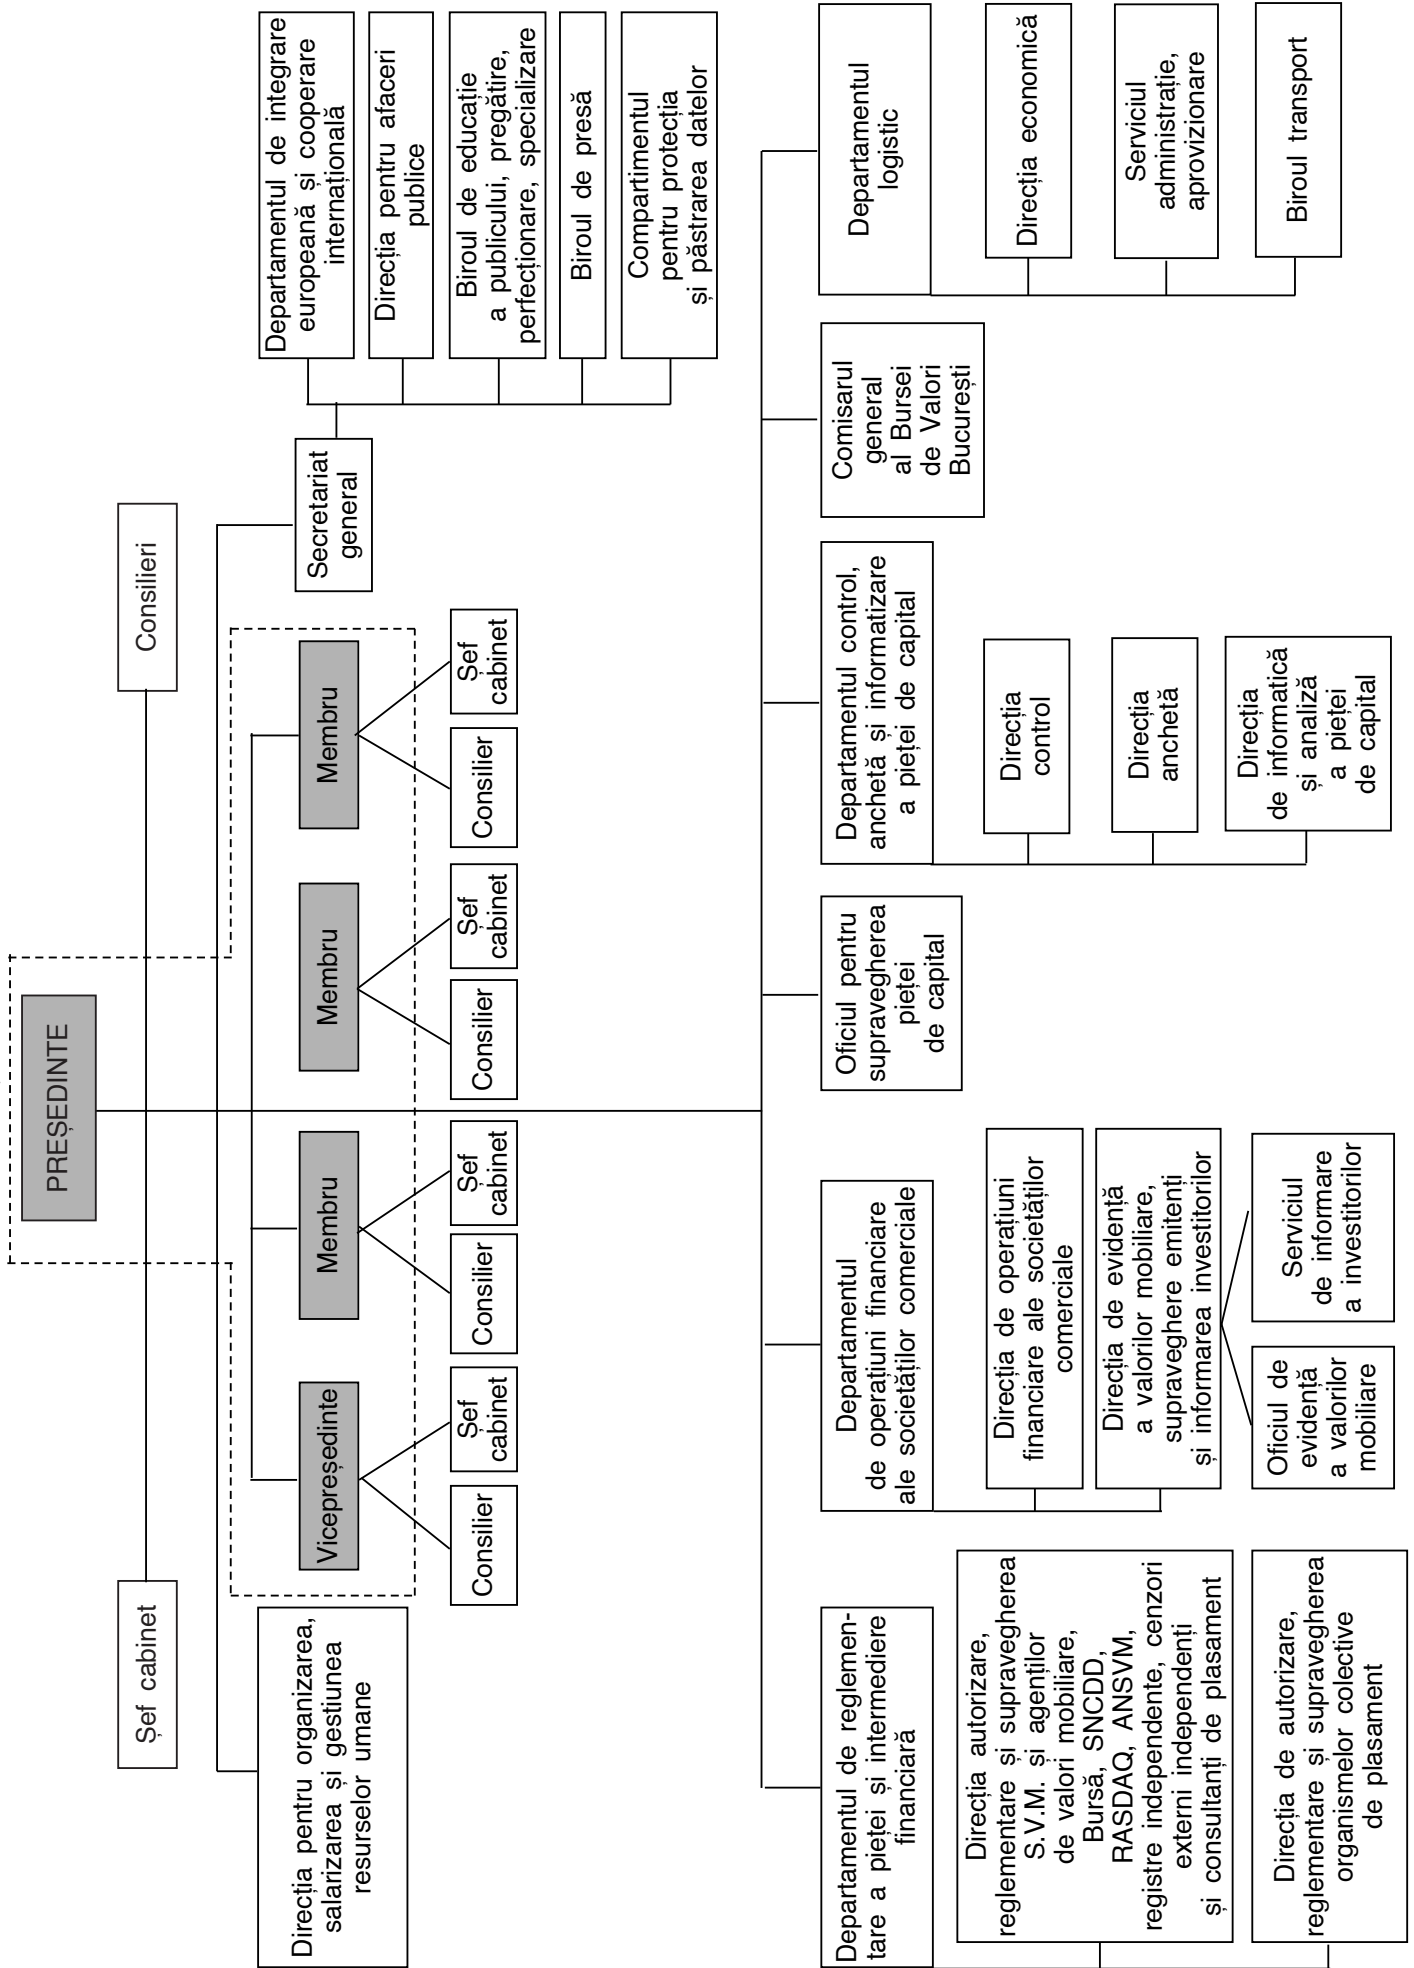 PREȘEDINTE
Șef cabinet
Consilieri
Direcția pentru organizarea,
salarizarea și gestiunea
resurselor umane
Vicepreședinte
Membru
Membru
Membru
Consilier
Șef
cabinet
Consilier
Șef
cabinet
Consilier
Șef
cabinet
Consilier
Șef
cabinet
Secretariat
general
Departamentul de integrare
europeană și cooperare
internațională
Direcția pentru afaceri
publice
Biroul de educație
a publicului, pregătire,
perfecționare, specializare
Biroul de presă
Compartimentul
pentru protecția
și păstrarea datelor
Departamentul de reglemen-
tare a pieței și intermediere
financiară
Direcția autorizare,
reglementare și supravegherea
S.V.M. și agenților
de valori mobiliare,
Bursă, SNCDD,
RASDAQ, ANSVM,
registre independente, cenzori
externi independenți
și consultanți de plasament
Direcția de autorizare,
reglementare și supravegherea
organismelor colective
de plasament
Departamentul
de operațiuni financiare
ale societăților comerciale
Direcția de operațiuni
financiare ale societăților
comerciale
Direcția de evidență
a valorilor mobiliare,
supraveghere emitenți
și informarea investitorilor
Oficiul de
evidență
a valorilor
mobiliare
Serviciul
de informare
a investitorilor
Oficiul pentru
supravegherea
pieței
de capital
Departamentul control,
anchetă și informatizare
a pieței de capital
Direcția
control
Direcția
anchetă
Direcția
de informatică
și analiză
a pieței
de capital
Comisarul
general
al Bursei
de Valori
București
Departamentul
logistic
Direcția economică
Serviciul
administrație,
aprovizionare
Biroul transport